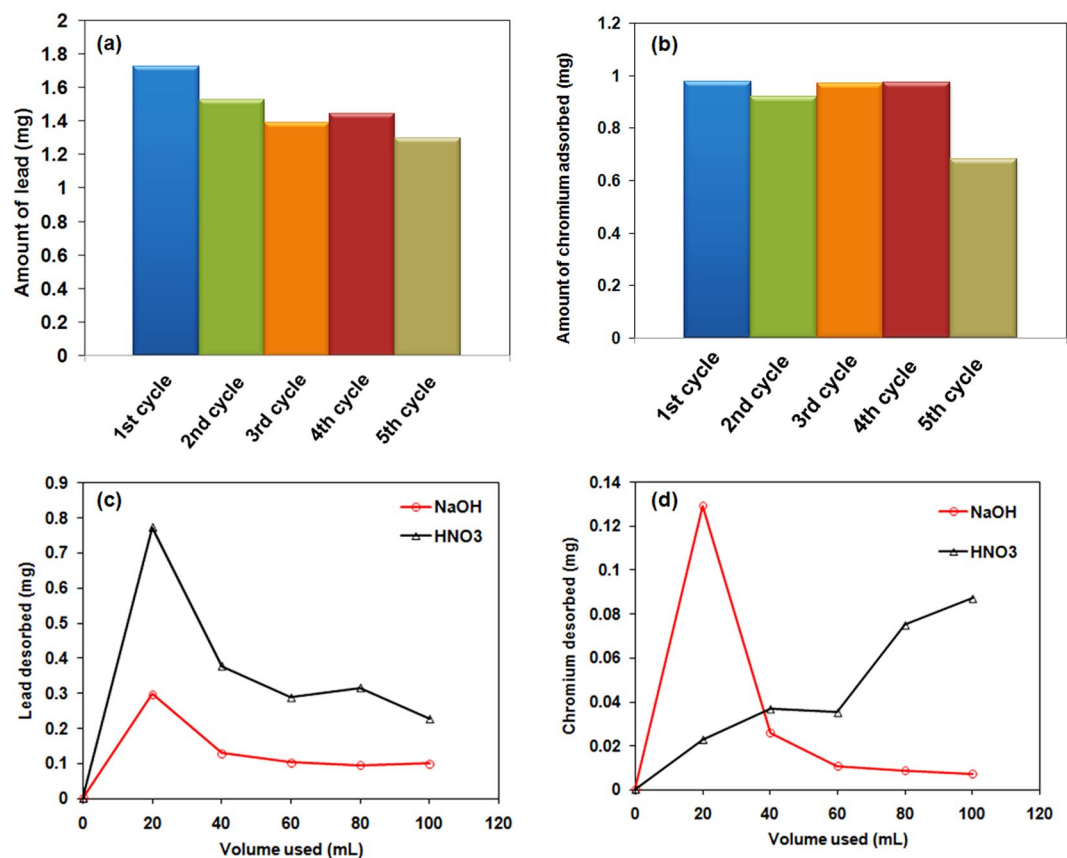 (a)
Amount of lead (mg)
2
1.8
1.6
1.4
1.2
1
0.8
0.6
0.4
0.2
0
1st cycle
2nd cycle
3rd cycle
4th cycle
5th cycle
(b)
Amount of chromium adsorbed (mg)
1.2
1
0.8
0.6
0.4
0.2
0
1st cycle
2nd cycle
3rd cycle
4th cycle
5th cycle
(c)
NaOH
HNO3
Lead desorbed (mg)
0.9
0.8
0.7
0.6
0.5
0.4
0.3
0.2
0.1
0
0 20 40 60 80 100 120
Volume used (mL)
(d)
NaOH
HNO3
Chromium desorbed (mg)
0.14
0.12
0.1
0.08
0.06
0.04
0.02
0
0 20 40 60 80 100 120
Volume used (mL)